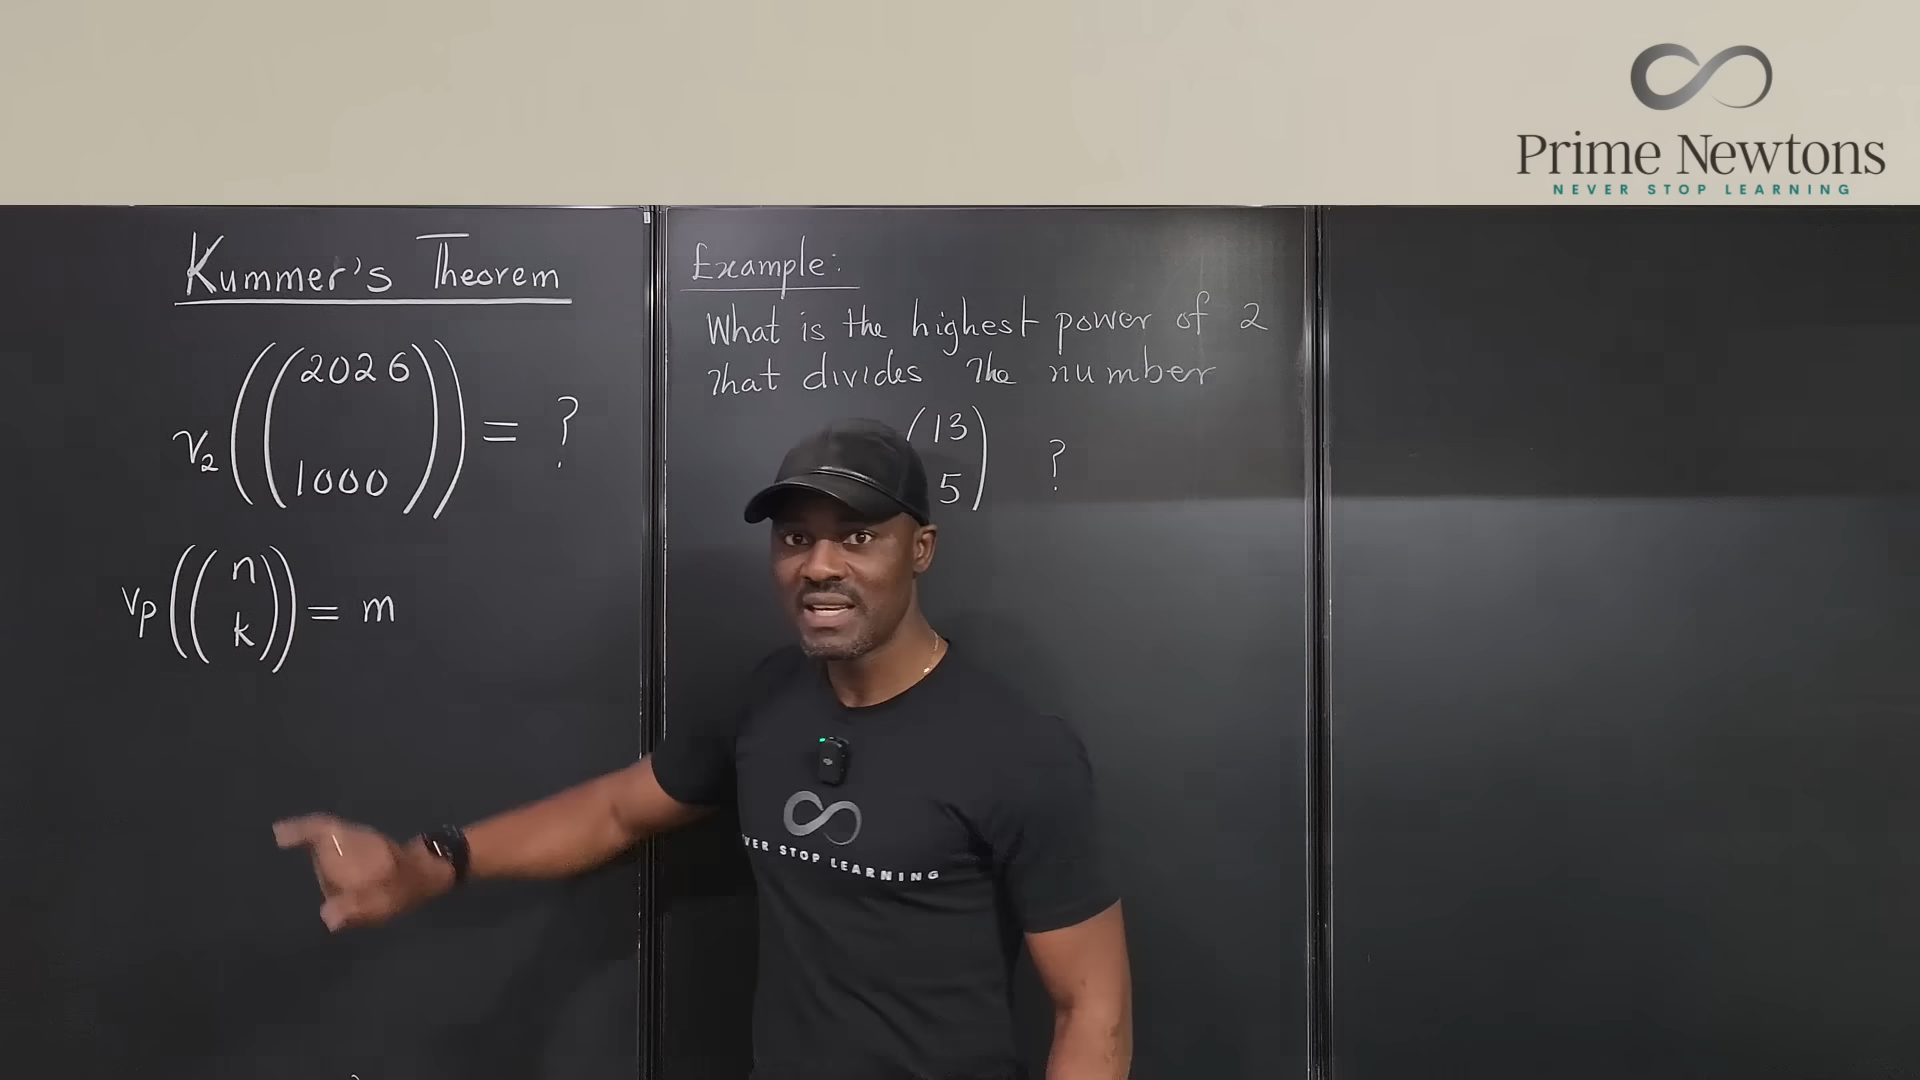 Prime Newtons
NEVER STOP LEARNING
Kummer's Theorem
v₂((2026
1000)) = ?
vp((n
k)) = m
Example:
What is the highest power of 2
that divides the number
(13
5) ?
STOP LEARNING